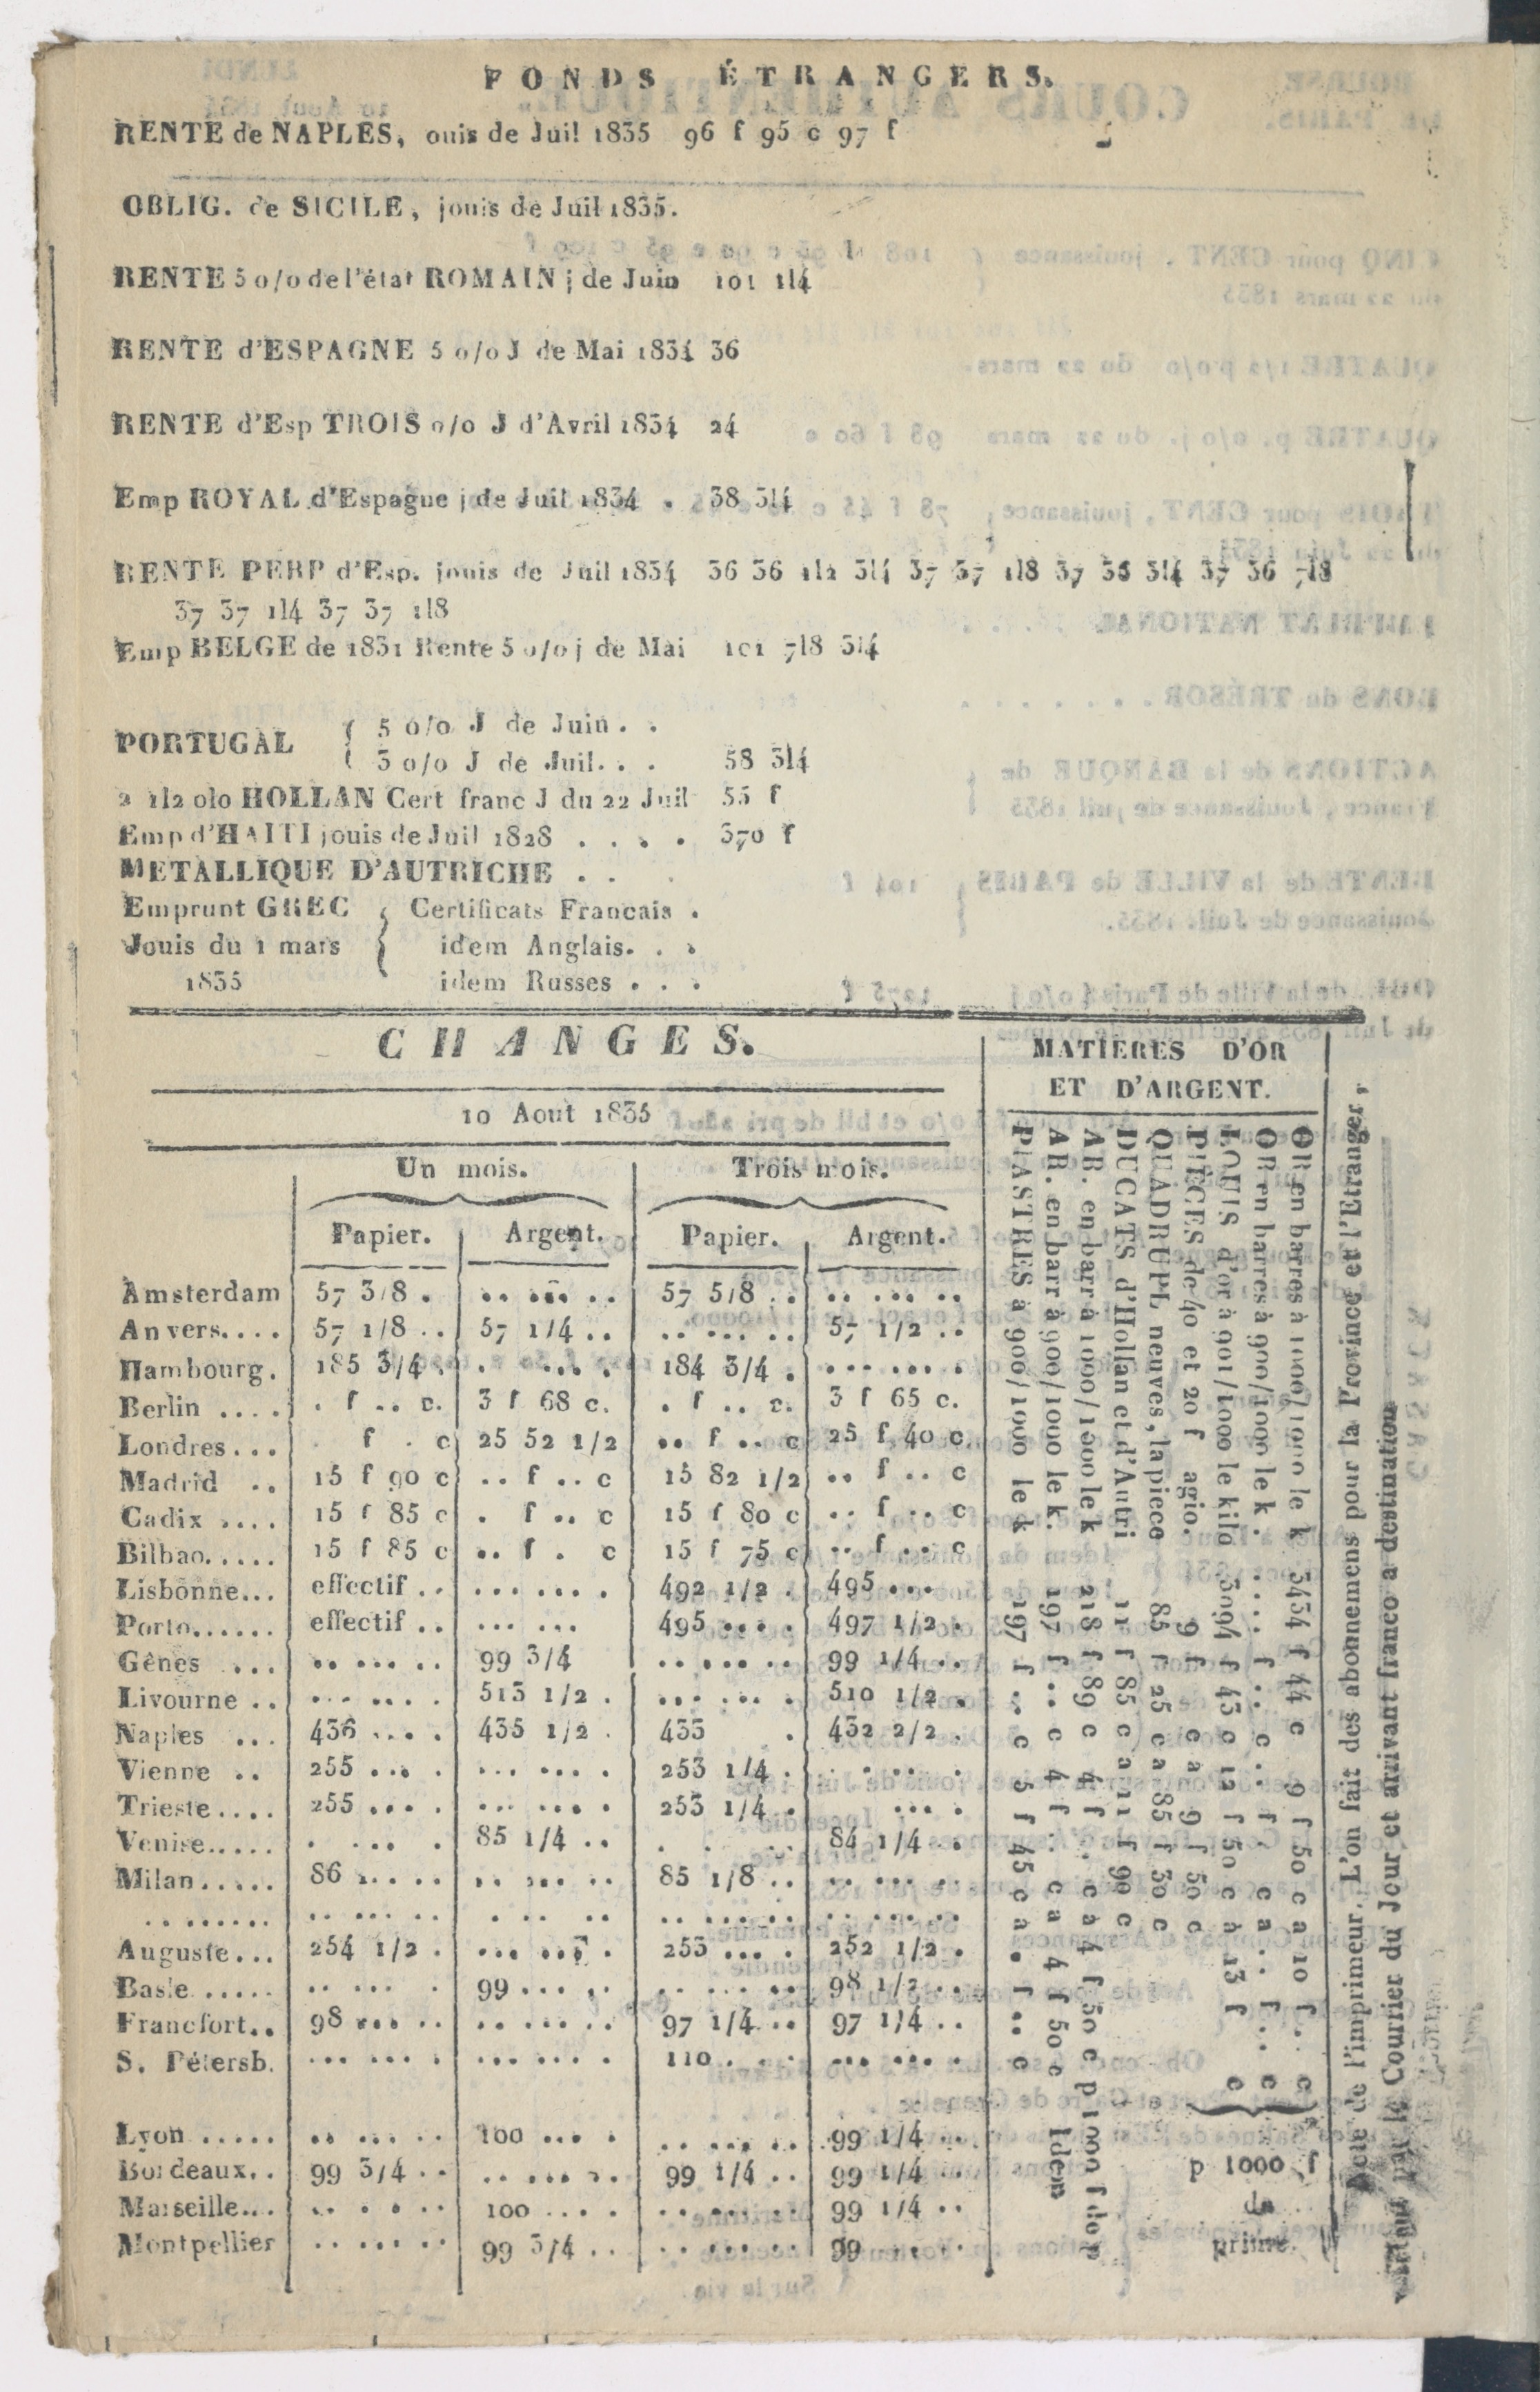 FONDS ÉTRANGERS.
RENTE de NAPLES, ouis de Juil 1835 96 f 95 c 97 f
OBLIG. de SICILE, jouis de Juil 1835.
RENTE 5 o/o de l'état ROMAIN j de Juin 101 1l4
RENTE d'ESPAGNE 5 o/o J de Mai 1834 36
RENTE d'Esp TROIS o/o J d'Avril 1834 24
Emp ROYAL d'Espagne j de Juil 1834 . 38 3l4
RENTE PERP d'Esp. jouis de Juil 1834 36 36 1l2 3l4 37 37 1l8 37 36 3l4 37 36 7l8
37 37 1l4 37 37 1l8
Emp BELGE de 1831 Rente 5 o/o j de Mai 101 7l8 3l4
PORTUGAL { 5 o/o J de Juin . .
3 o/o J de Juil. . . 58 3l4
2 1l2 olo HOLLAN Cert franc J du 22 Juil 55 f
Emp d'HAITI jouis de Juil 1828 . . . . 370 f
METALLIQUE D'AUTRICHE . . .
Emprunt GREC { Certificats Francais .
Jouis du 1 mars idem Anglais. . .
1835 idem Russes . . .
CHANGES.
10 Aout 1835
Un mois. Trois mois.
Papier. Argent. Papier. Argent.
Amsterdam 57 3/8 . .. ... .. 57 5/8 .. .. ... ..
Anvers.... 57 1/8 .. 57 1/4 .. .. ... .. 57 1/2 ..
Hambourg. 185 3/4 . . ... . 184 3/4 . ... ... .
Berlin .... . f .. c. 3 f 68 c. . f .. c. 3 f 65 c.
Londres... . f . c 25 52 1/2 .. f .. c 25 f 40 c.
Madrid .. 15 f 90 c .. f .. c 15 82 1/2 .. f .. c
Cadix .... 15 f 85 c . f .. c 15 f 80 c .. f .. c
Bilbao..... 15 f 85 c .. f . c 15 f 75 c .. f .. c
Lisbonne... effectif .. ... ... . 492 1/2 . 495 ...
Porto...... effectif .. ... ... 495 .... 497 1/2 .
Gênes ... .. ... .. 99 3/4 .. ... .. 99 1/4 ..
Livourne .. ... ... . 513 1/2 . ... ... . 510 1/2 .
Naples ... 436 .... 435 1/2 . 433 . 432 2/2 .
Vienne .. 255 ... . ... ... . 253 1/4 . . ... .
Trieste.... 255 ... . ... ... . 253 1/4 . ... .
Venise..... . ... . 85 1/4 .. . . .. 84 1/4 ..
Milan..... 86 .... .. ... .. 85 1/8 .. .. ... ..
. ....... .. ... .. . .. .. .. ... .. .. ... ..
Auguste... 254 1/2 . ... ... . 253 ... . 252 1/2 .
Basle ..... .. ... . 99 ... .. .. ... .. 98 1/2 ..
Francfort.. 98 ... .. .. ... .. 97 1/4 .. 97 1/4 ..
S. Pétersb. ... ... . ... ... . 110 . . . ... ... .
Lyon ..... .. ... .. 100 ... . .. ... .. 99 1/4 ..
Bordeaux.. 99 3/4 .. .. ... .. 99 1/4 .. 99 1/4 ..
Marseille... .. . . .. 100 .... .. ... .. 99 1/4 ..
Montpellier .. ... .. 99 3/4 .. .. ... .. 99 ... ..
MATIERES D'OR
ET D'ARGENT.
OR en barres à 1000/1000 le k 3434 f 44 c 9 f 50 c a 10 f .. c
OR en barres à 900/1000 le k . .... f .. c .. f . c a .. f .. c
LOUIS d'or à 901/1000 le kilo 3094 f 43 c 12 f 50 c à 13 f c
PIÈCES de 40 et 20 f agio. 9 f c a 9 f 50 c
QUADRUPL neuves, la piece 85 f 25 c a 85 f 30 c
DUCATS d'Hollan et d'Autri 11 f 85 c a 11 f 90 c
AR. en barr à 1000/1000 le k 218 f 89 c 4 f . c à 4 f 50 c p 1000 f dop
AR. en barr à 900/1000 le k. 197 f .. c 4 f . c a 4 f 50 c Idem
PIASTRES à 900/1000 le k 197 f .. c 5 f 45 c à . f .. c
p 1000 f
de
prime.
de l'imprimeur. L'on fait des abonnemens pour la Province et l'Etranger,
par le Courier du Jour et arrivant franco a destination